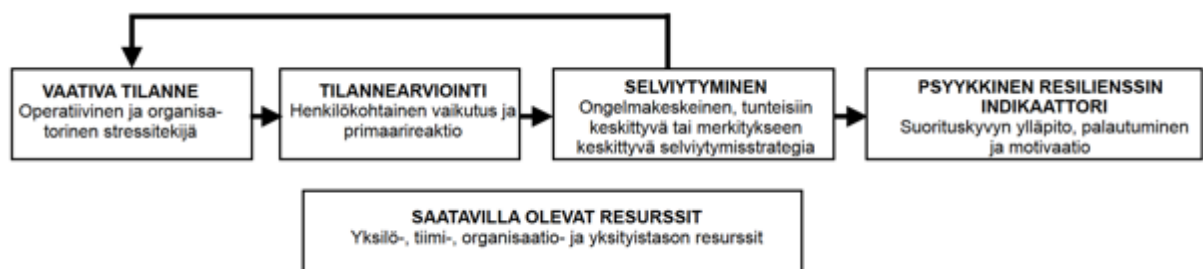 VAATIVA TILANNE
Operatiivinen ja organisa-
torinen stressitekijä
TILANNEARVIOINTI
Henkilökohtainen vaikutus ja
primaarireaktio
SELVIYTYMINEN
Ongelmakeskeinen, tunteisiin
keskittyvä tai merkitykseen
keskittyvä selviytymisstrategia
PSYYKKINEN RESILIENSSIN
INDIKAATTORI
Suorituskyvyn ylläpito, palautuminen
ja motivaatio
SAATAVILLA OLEVAT RESURSSIT
Yksilö-, tiimi-, organisaatio- ja yksityistason resurssit